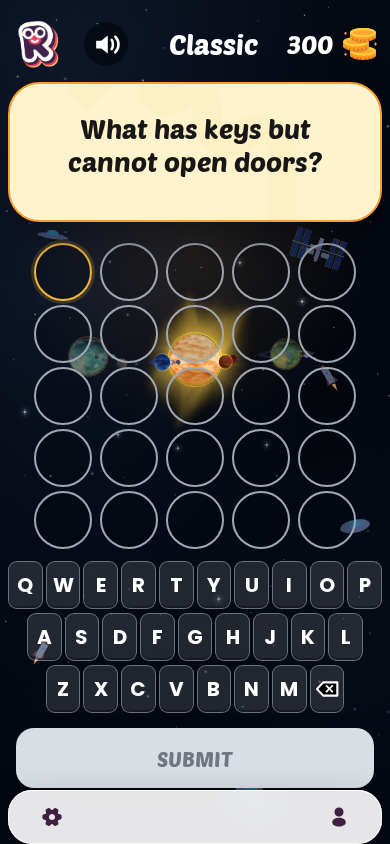 Classic 300
What has keys but
cannot open doors?
Q W E R T Y U I O P
A S D F G H J K L
Z X C V B N M
SUBMIT